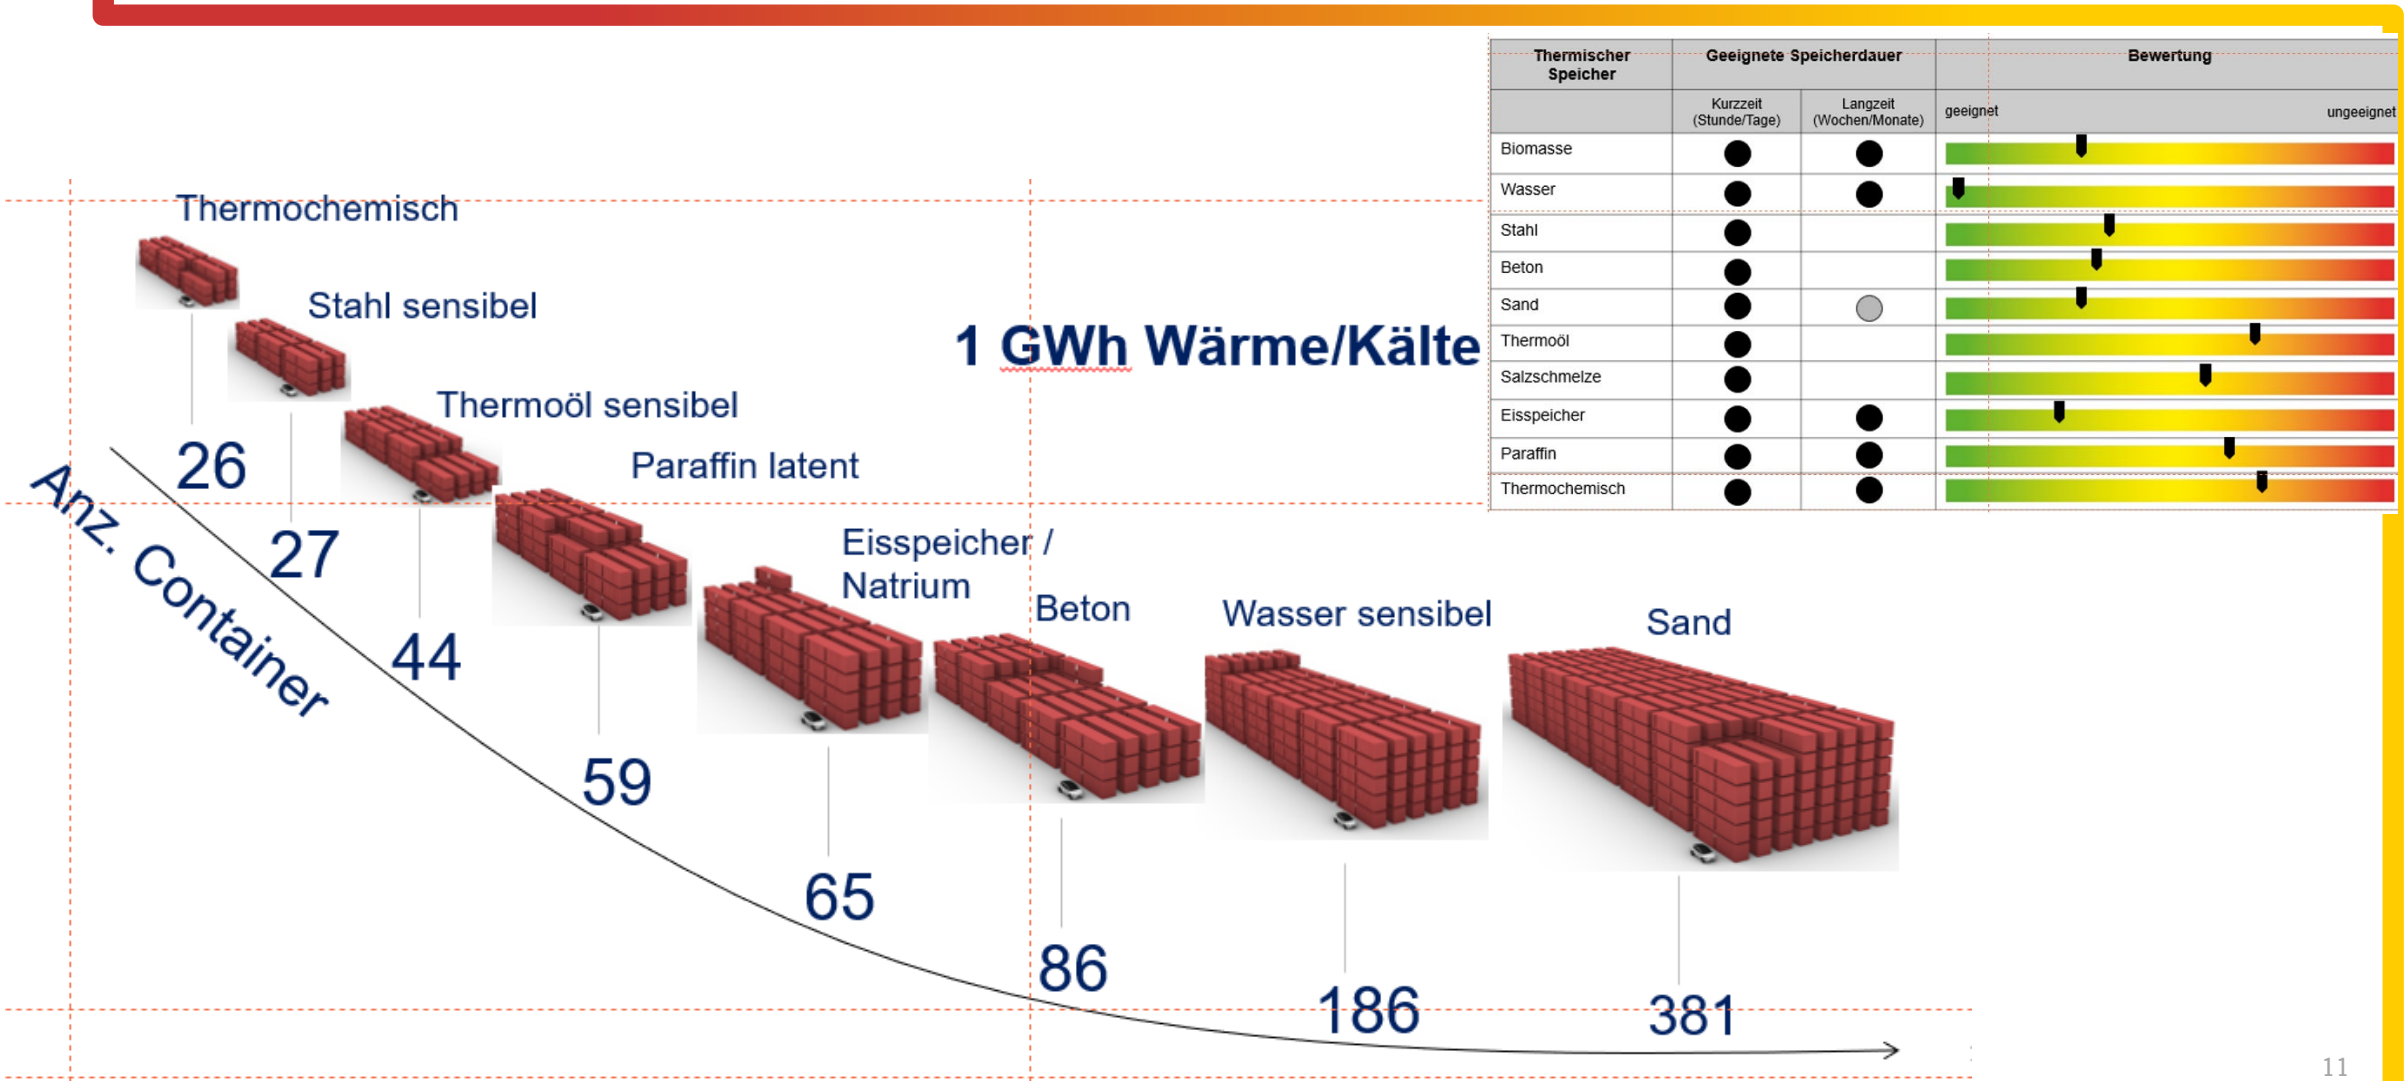 Thermischer
Speicher
Geeignete Speicherdauer
Bewertung
Kurzzeit
(Stunde/Tage)
Langzeit
(Wochen/Monate)
geeignet
ungeeignet
Biomasse
Wasser
Stahl
Beton
Sand
Thermoöl
Salzschmelze
Eisspeicher
Paraffin
Thermochemisch
1 GWh Wärme/Kälte
Thermochemisch
Stahl sensibel
Thermoöl sensibel
Paraffin latent
Eisspeicher /
Natrium
Beton
Wasser sensibel
Sand
Anz. Container
26
27
44
59
65
86
186
381
11